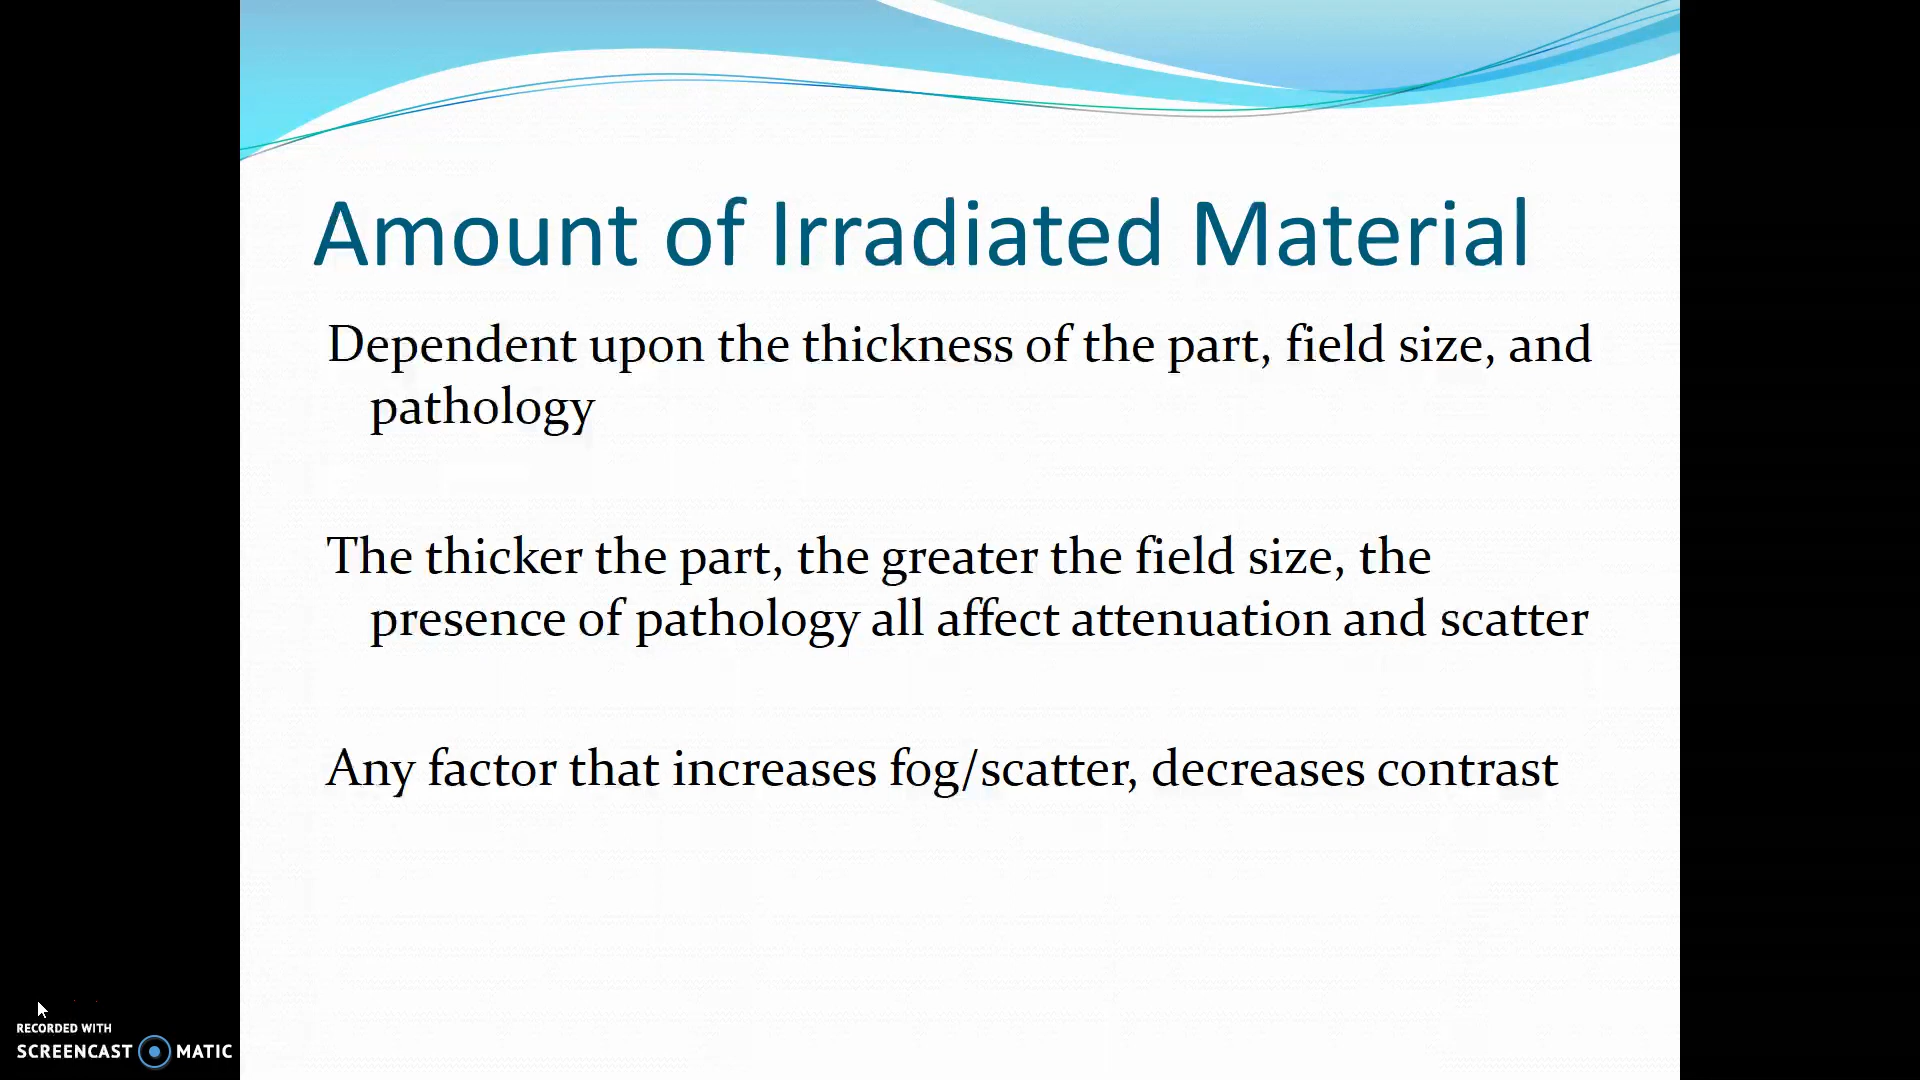 Amount of Irradiated Material
Dependent upon the thickness of the part, field size, and
pathology
The thicker the part, the greater the field size, the
presence of pathology all affect attenuation and scatter
Any factor that increases fog/scatter, decreases contrast
RECORDED WITH
SCREENCAST MATIC